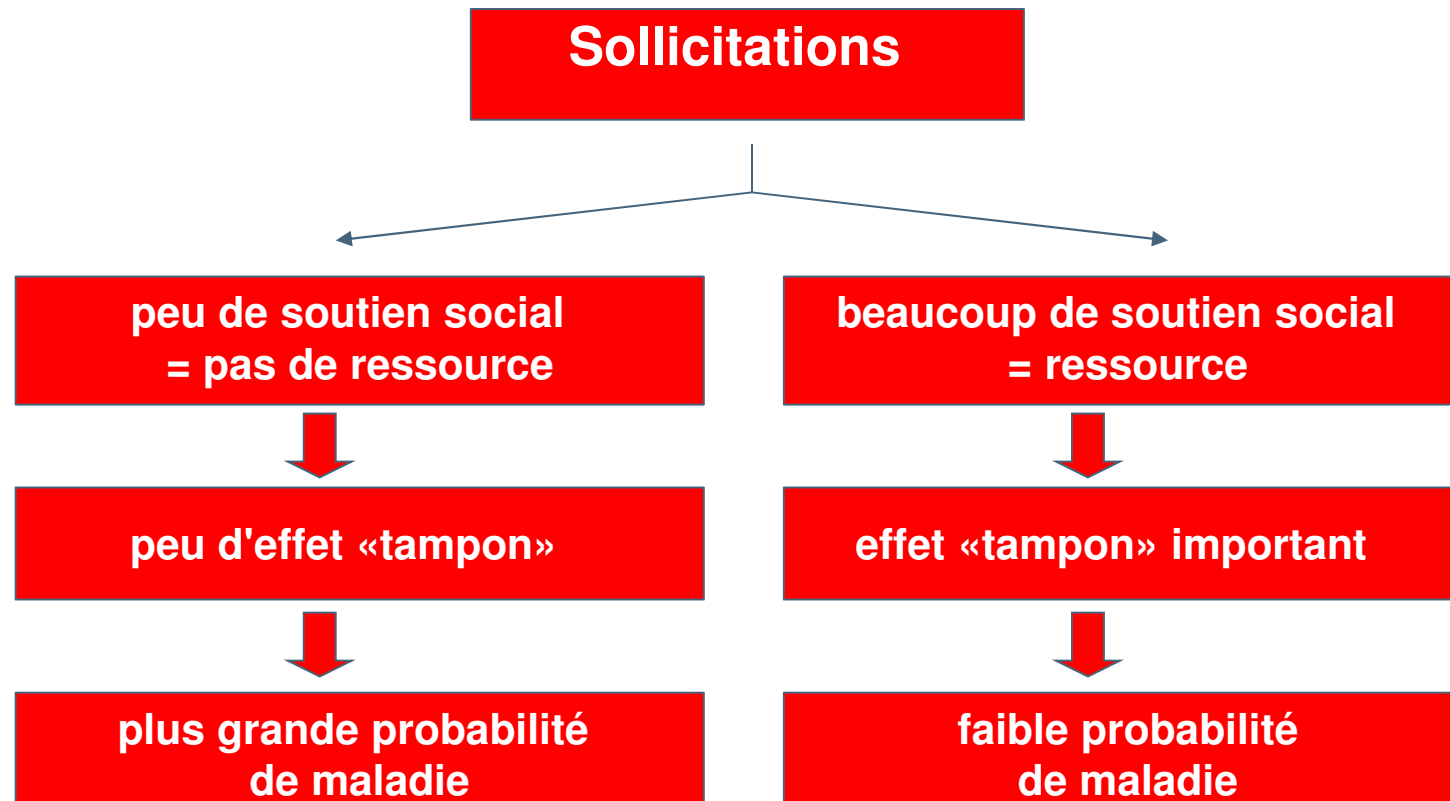 Sollicitations
peu de soutien social
= pas de ressource
beaucoup de soutien social
= ressource
peu d'effet «tampon»
effet «tampon» important
plus grande probabilité
de maladie
faible probabilité
de maladie